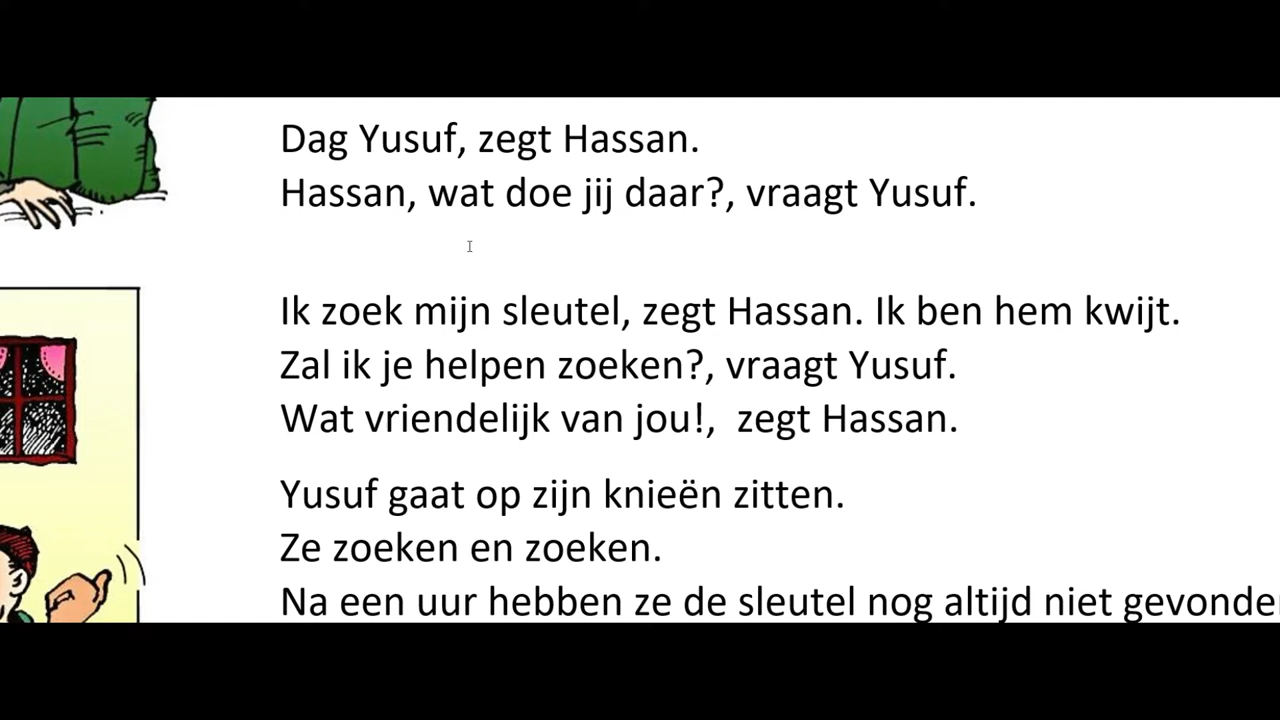 Dag Yusuf, zegt Hassan.
Hassan, wat doe jij daar?, vraagt Yusuf.
Ik zoek mijn sleutel, zegt Hassan. Ik ben hem kwijt.
Zal ik je helpen zoeken?, vraagt Yusuf.
Wat vriendelijk van jou!, zegt Hassan.
Yusuf gaat op zijn knieën zitten.
Ze zoeken en zoeken.
Na een uur hebben ze de sleutel nog altijd niet